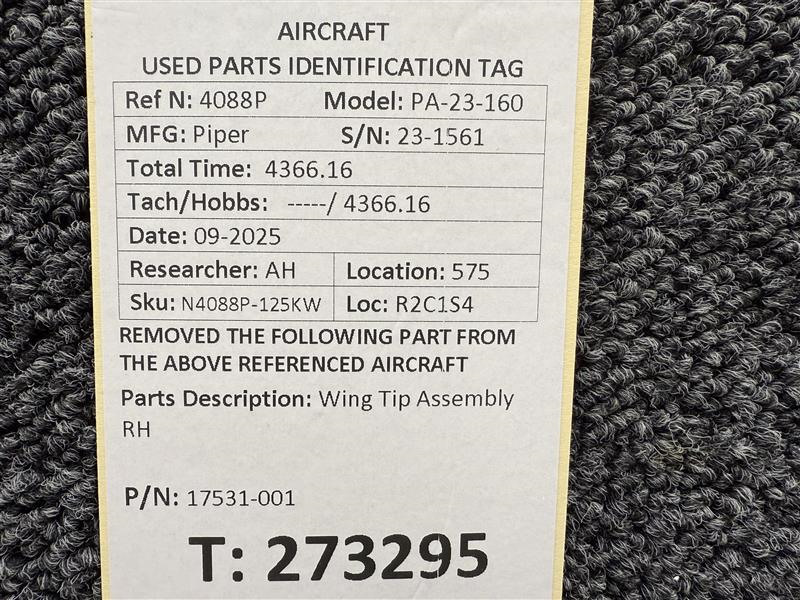 AIRCRAFT
USED PARTS IDENTIFICATION TAG
Ref N: 4088P Model: PA-23-160
MFG: Piper S/N: 23-1561
Total Time: 4366.16
Tach/Hobbs: -----/ 4366.16
Date: 09-2025
Researcher: AH Location: 575
Sku: N4088P-125KW Loc: R2C1S4
REMOVED THE FOLLOWING PART FROM
THE ABOVE REFERENCED AIRCRAFT
Parts Description: Wing Tip Assembly
RH
P/N: 17531-001
T: 273295